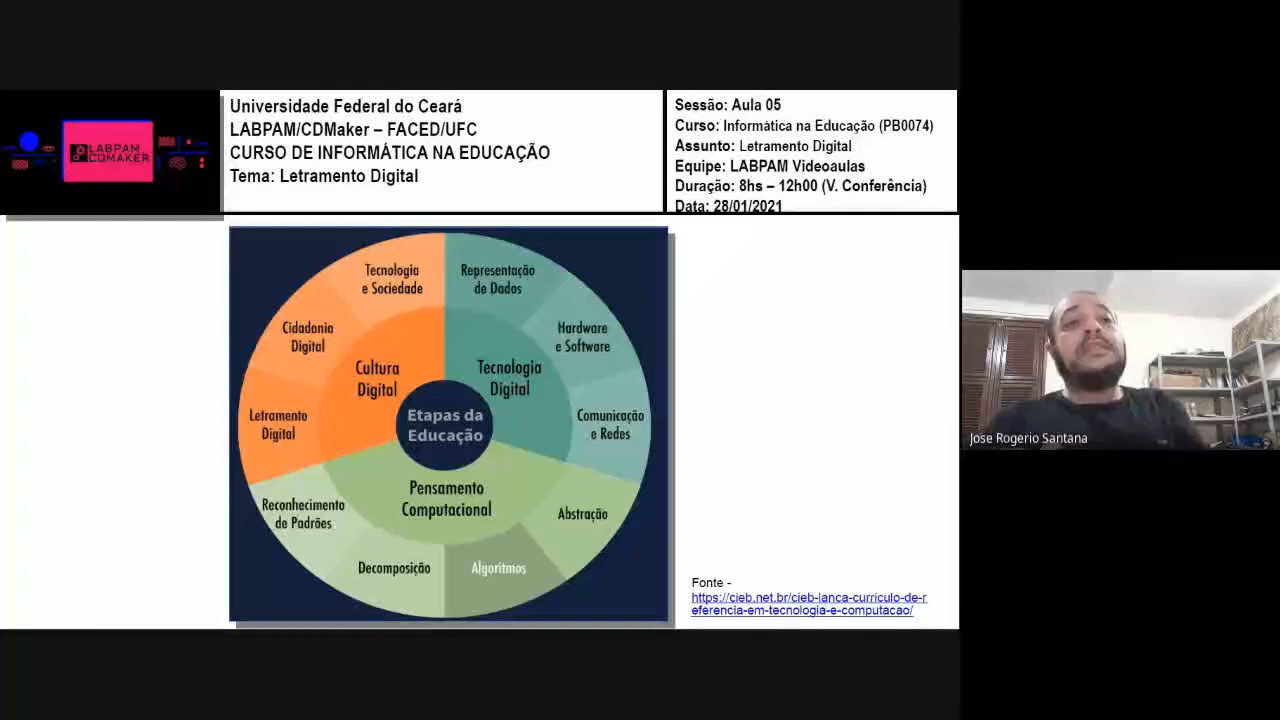 LABPAM
CDMAKER
Universidade Federal do Ceará
LABPAM/CDMaker – FACED/UFC
CURSO DE INFORMÁTICA NA EDUCAÇÃO
Tema: Letramento Digital
Sessão: Aula 05
Curso: Informática na Educação (PB0074)
Assunto: Letramento Digital
Equipe: LABPAM Videoaulas
Duração: 8hs – 12h00 (V. Conferência)
Data: 28/01/2021
Tecnologia
e Sociedade
Representação
de Dados
Cidadania
Digital
Hardware
e Software
Cultura
Digital
Tecnologia
Digital
Letramento
Digital
Etapas da
Educação
Comunicação
e Redes
Pensamento
Computacional
Reconhecimento
de Padrões
Abstração
Decomposição
Algoritmos
Fonte -
https://cieb.net.br/cieb-lanca-curriculo-de-r
eferencia-em-tecnologia-e-computacao/
Jose Rogerio Santana